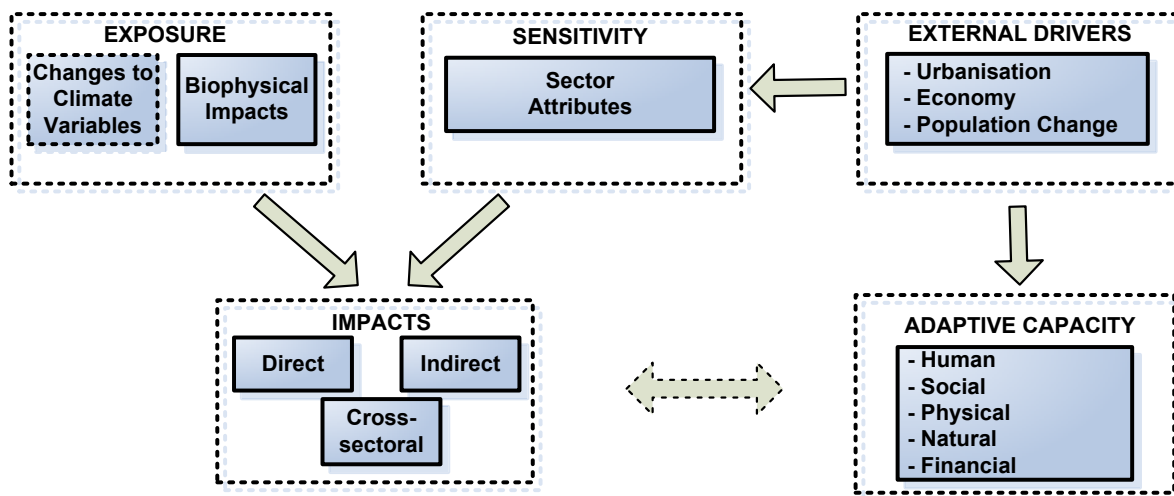 EXPOSURE
Changes to
Climate
Variables
Biophysical
Impacts
SENSITIVITY
Sector
Attributes
EXTERNAL DRIVERS
- Urbanisation
- Economy
- Population Change
IMPACTS
Direct
Indirect
Cross-
sectoral
ADAPTIVE CAPACITY
- Human
- Social
- Physical
- Natural
- Financial